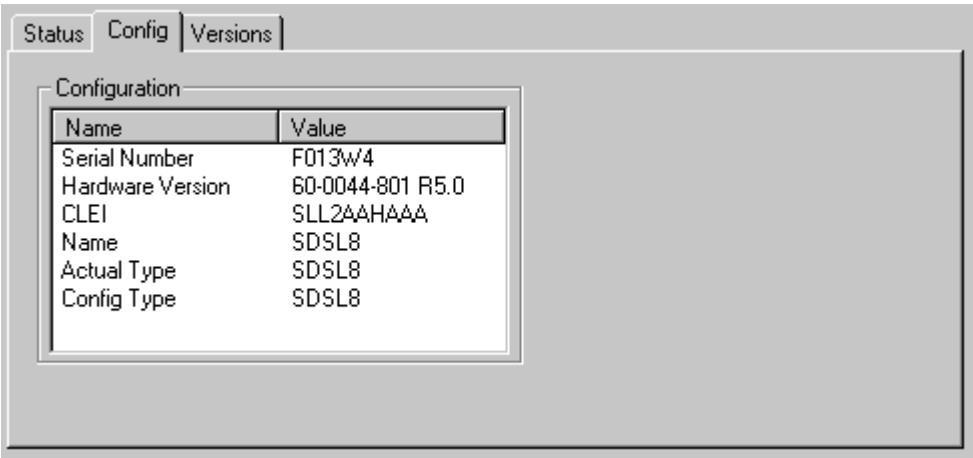 Status Config Versions
Configuration
Name Value
Serial Number F013W4
Hardware Version 60-0044-801 R5.0
CLEI SLL2AAHAAA
Name SDSL8
Actual Type SDSL8
Config Type SDSL8